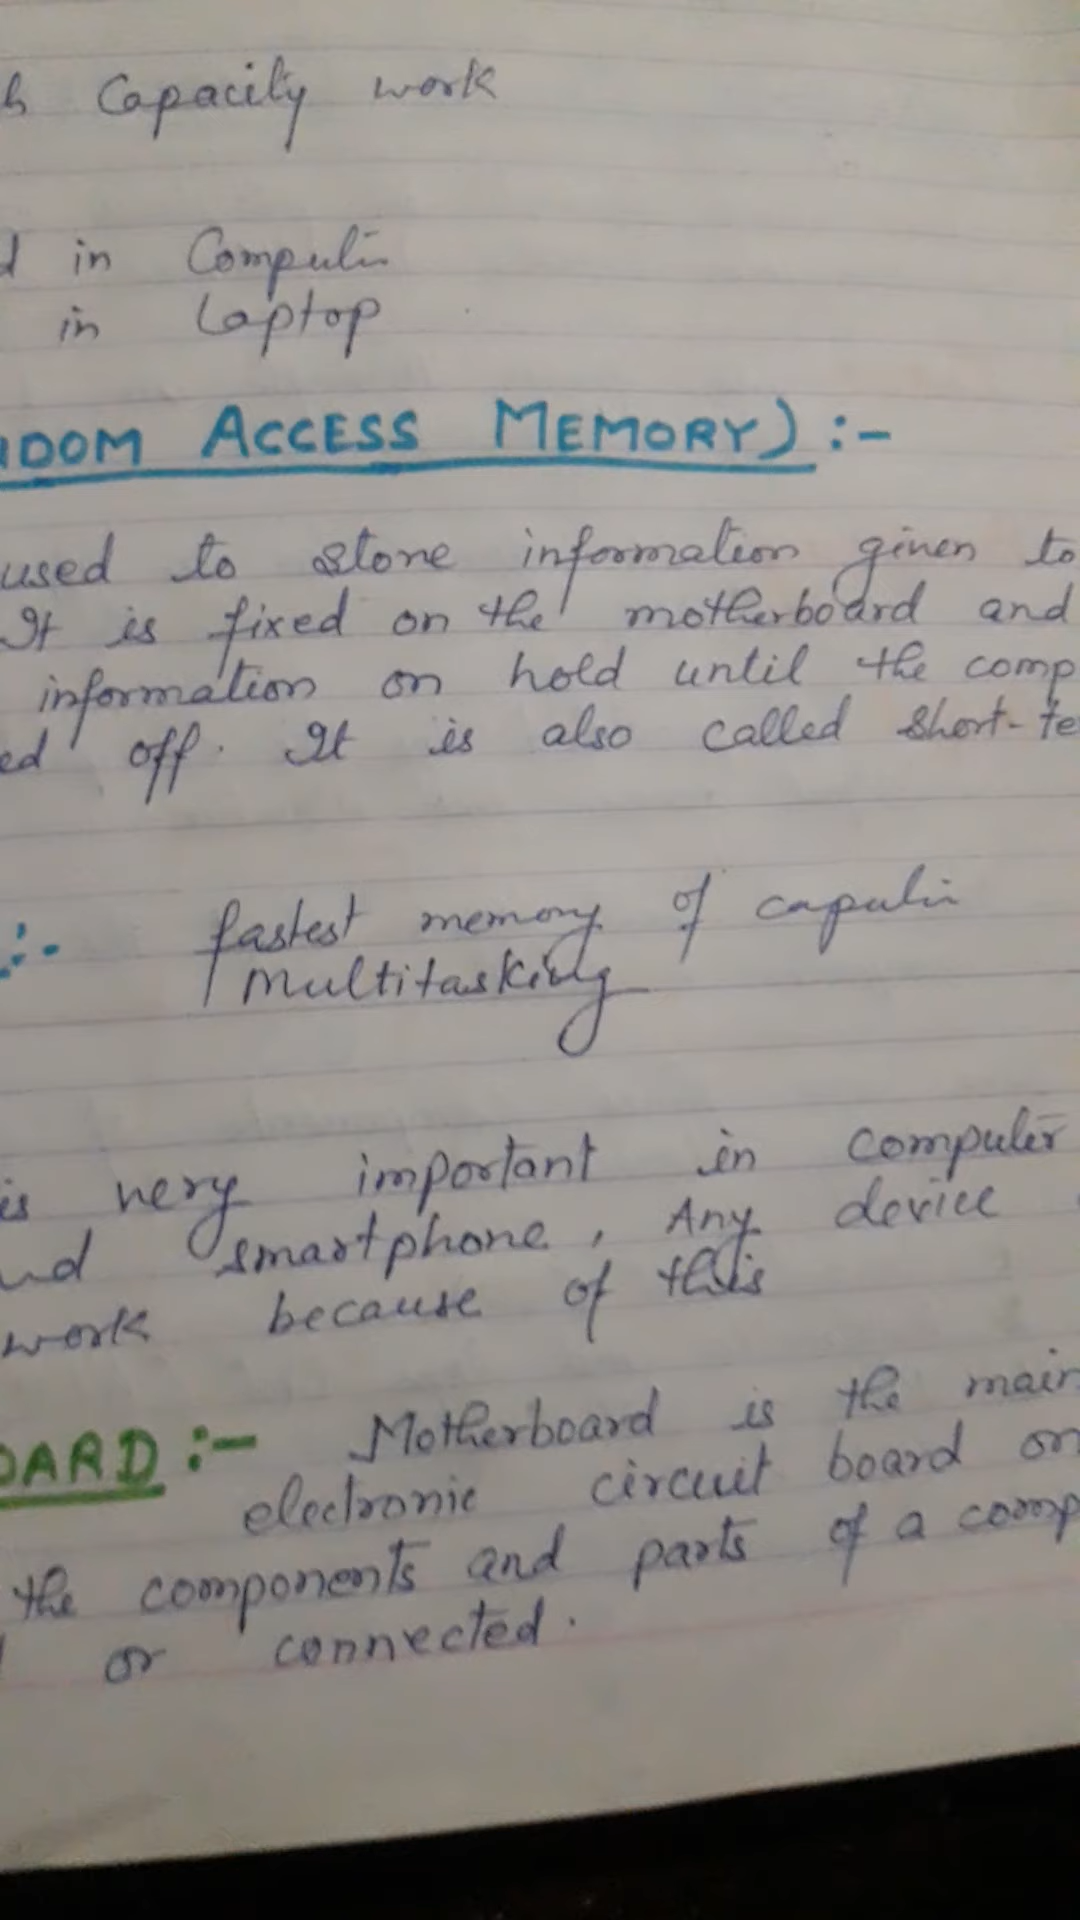 Capacity work
in Computer
in Laptop
DOM ACCESS MEMORY) :-
used to store information given to
It is fixed on the motherboard and
information on hold until the comp
ed off. It is also called short-te
:- fastest memory of
multitasking
is very important in computer
nd smartphone, Any device
work because of this
OARD :- Motherboard is the main
electronic circuit board on
the components and parts of a comp
or connected.